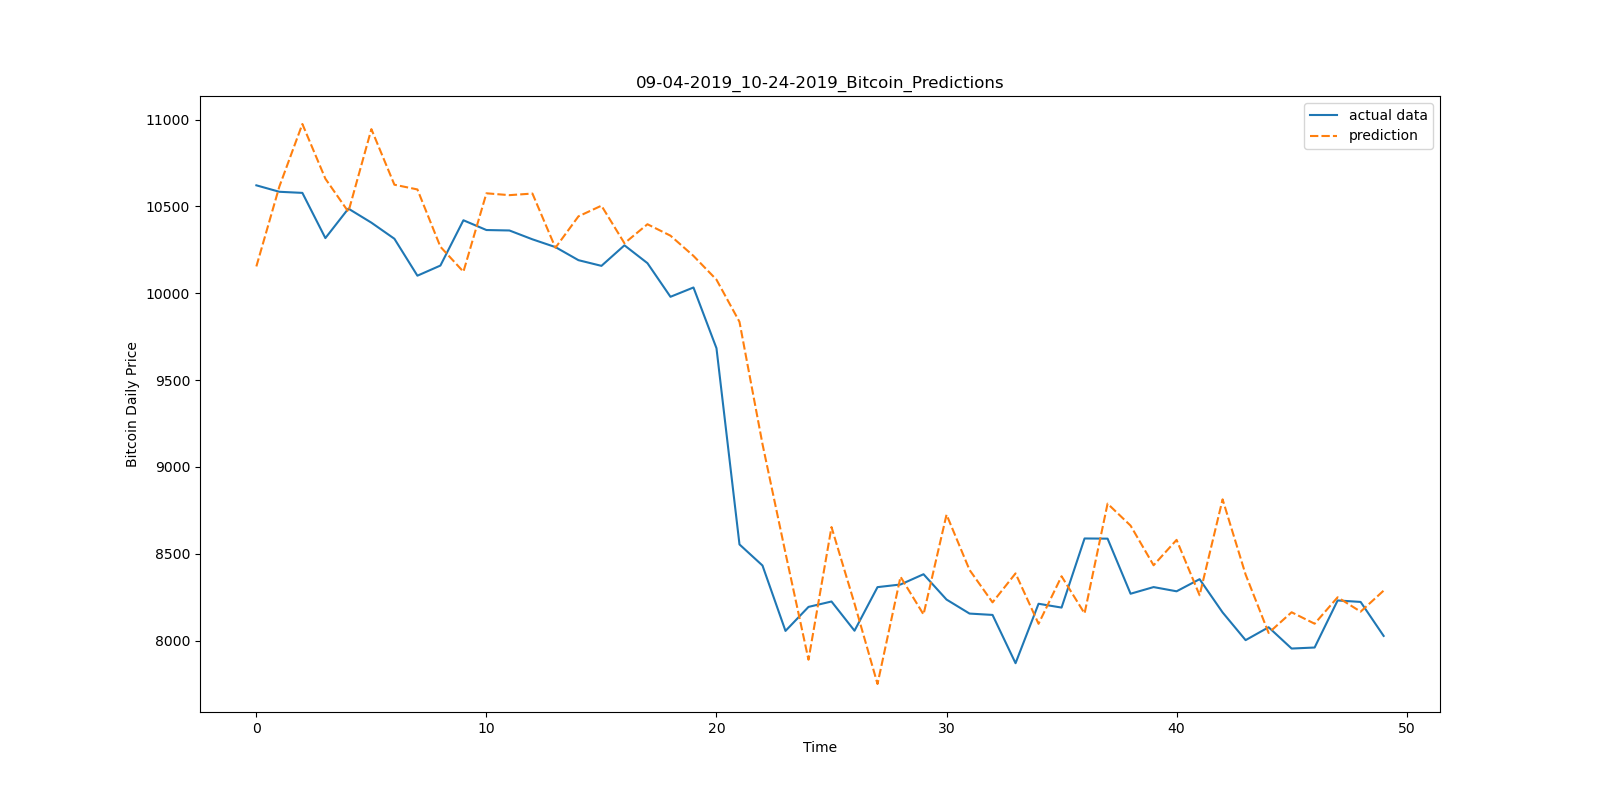 09-04-2019_10-24-2019_Bitcoin_Predictions
actual data
prediction
Bitcoin Daily Price
11000
10500
10000
9500
9000
8500
8000
0 10 20 30 40 50
Time